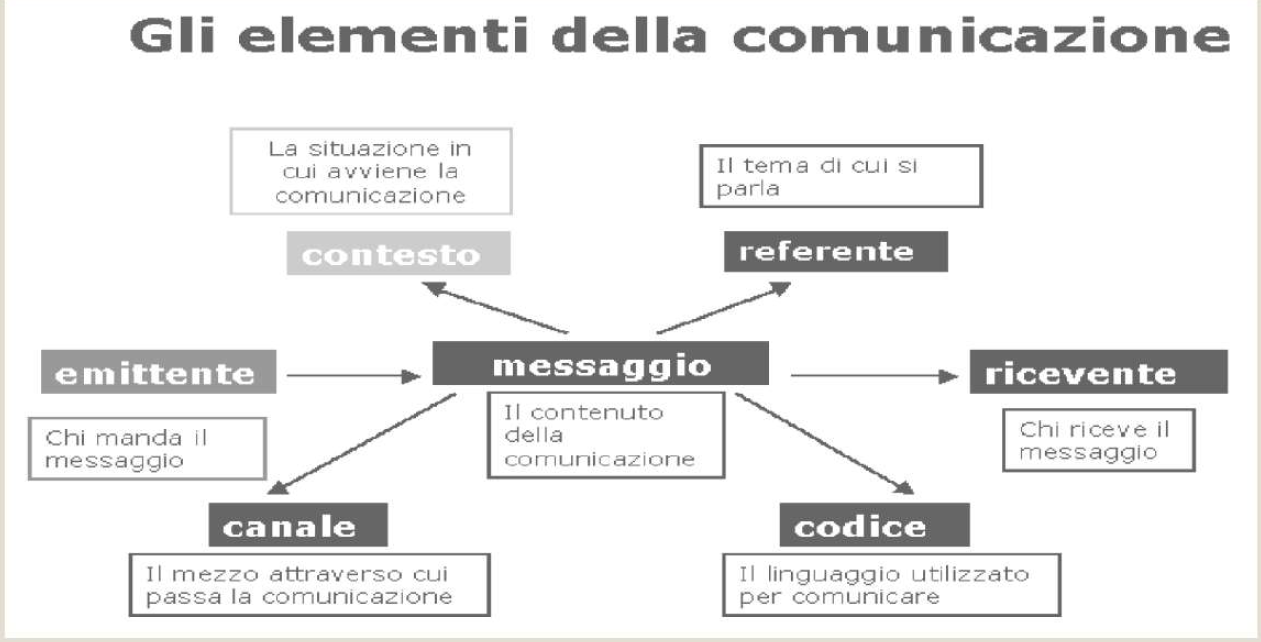 Gli elementi della comunicazione
La situazione in
cui avviene la
comunicazione
contesto
Il tema di cui si
parla
referente
emittente
Chi manda il
messaggio
messaggio
Il contenuto
della
comunicazione
ricevente
Chi riceve il
messaggio
canale
Il mezzo attraverso cui
passa la comunicazione
codice
Il linguaggio utilizzato
per comunicare